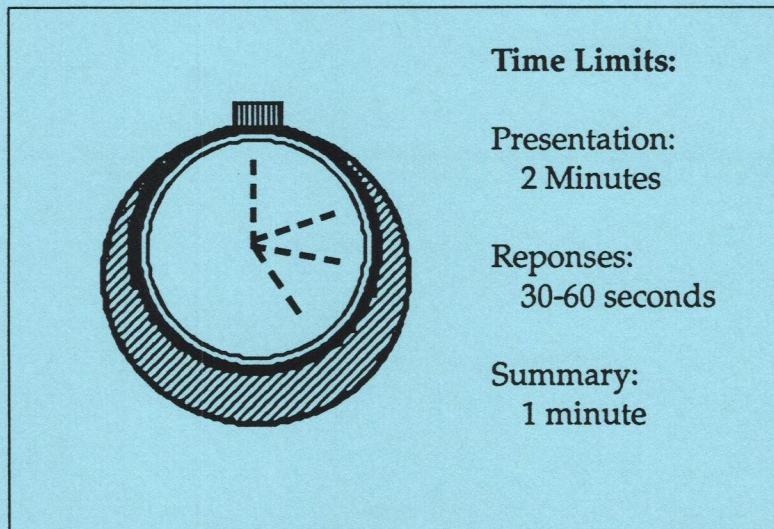 Time Limits:
Presentation:
2 Minutes
Reponses:
30-60 seconds
Summary:
1 minute